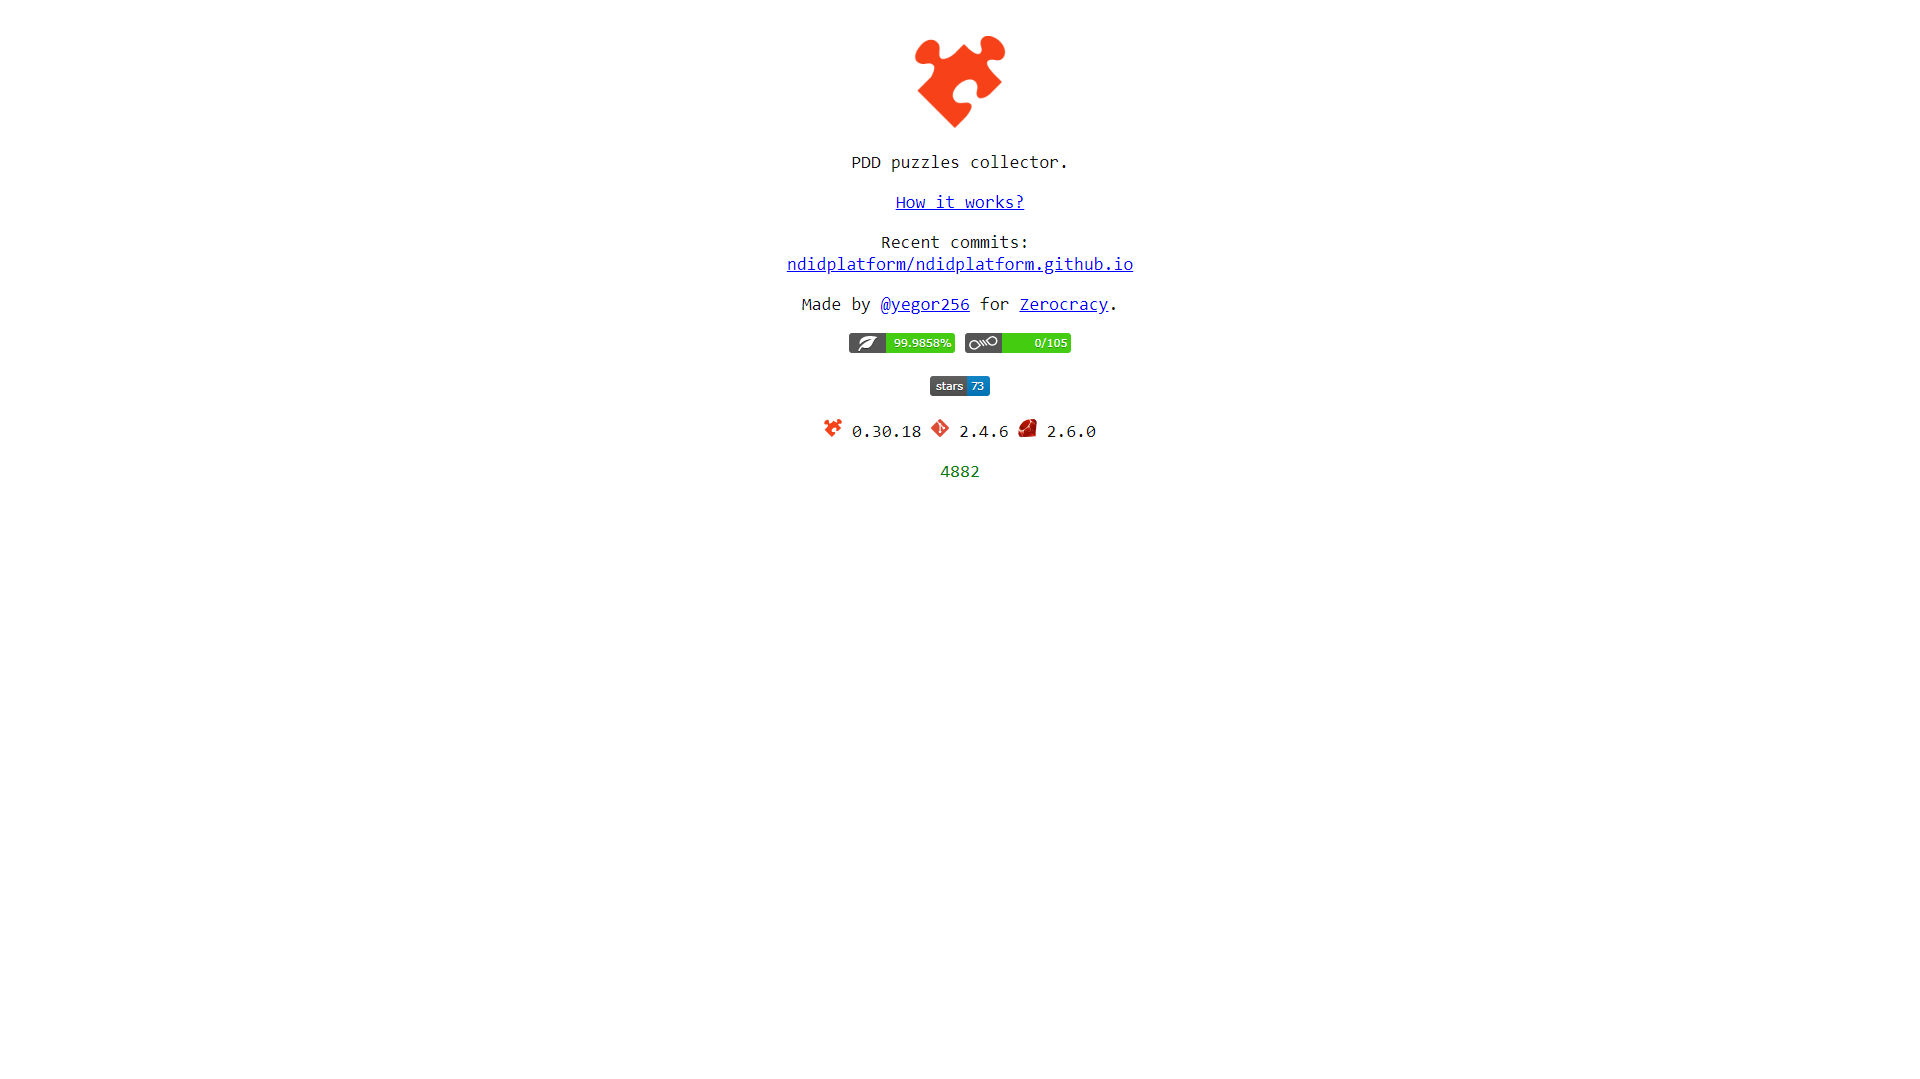 PDD puzzles collector.
How it works?
Recent commits:
ndidplatform/ndidplatform.github.io
Made by @yegor256 for Zerocracy.
99.9858% 0/105
stars 73
0.30.18 2.4.6 2.6.0
4882